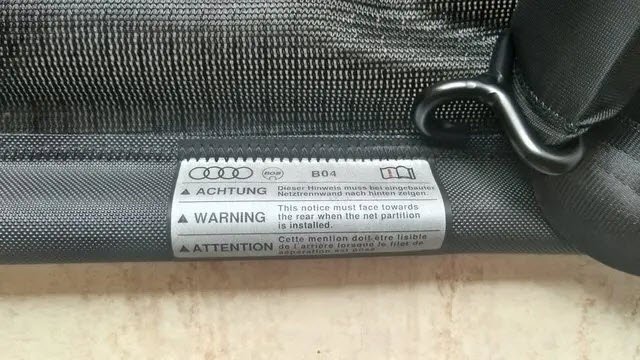 BOB B04
ACHTUNG Dieser Hinweis muss bei eingebauter
Netztrennwand nach hinten zeigen.
WARNING This notice must face towards
the rear when the net partition
is installed.
ATTENTION Cette mention doit être lisible
de l'arrière lorsque le filet de
séparation est posé